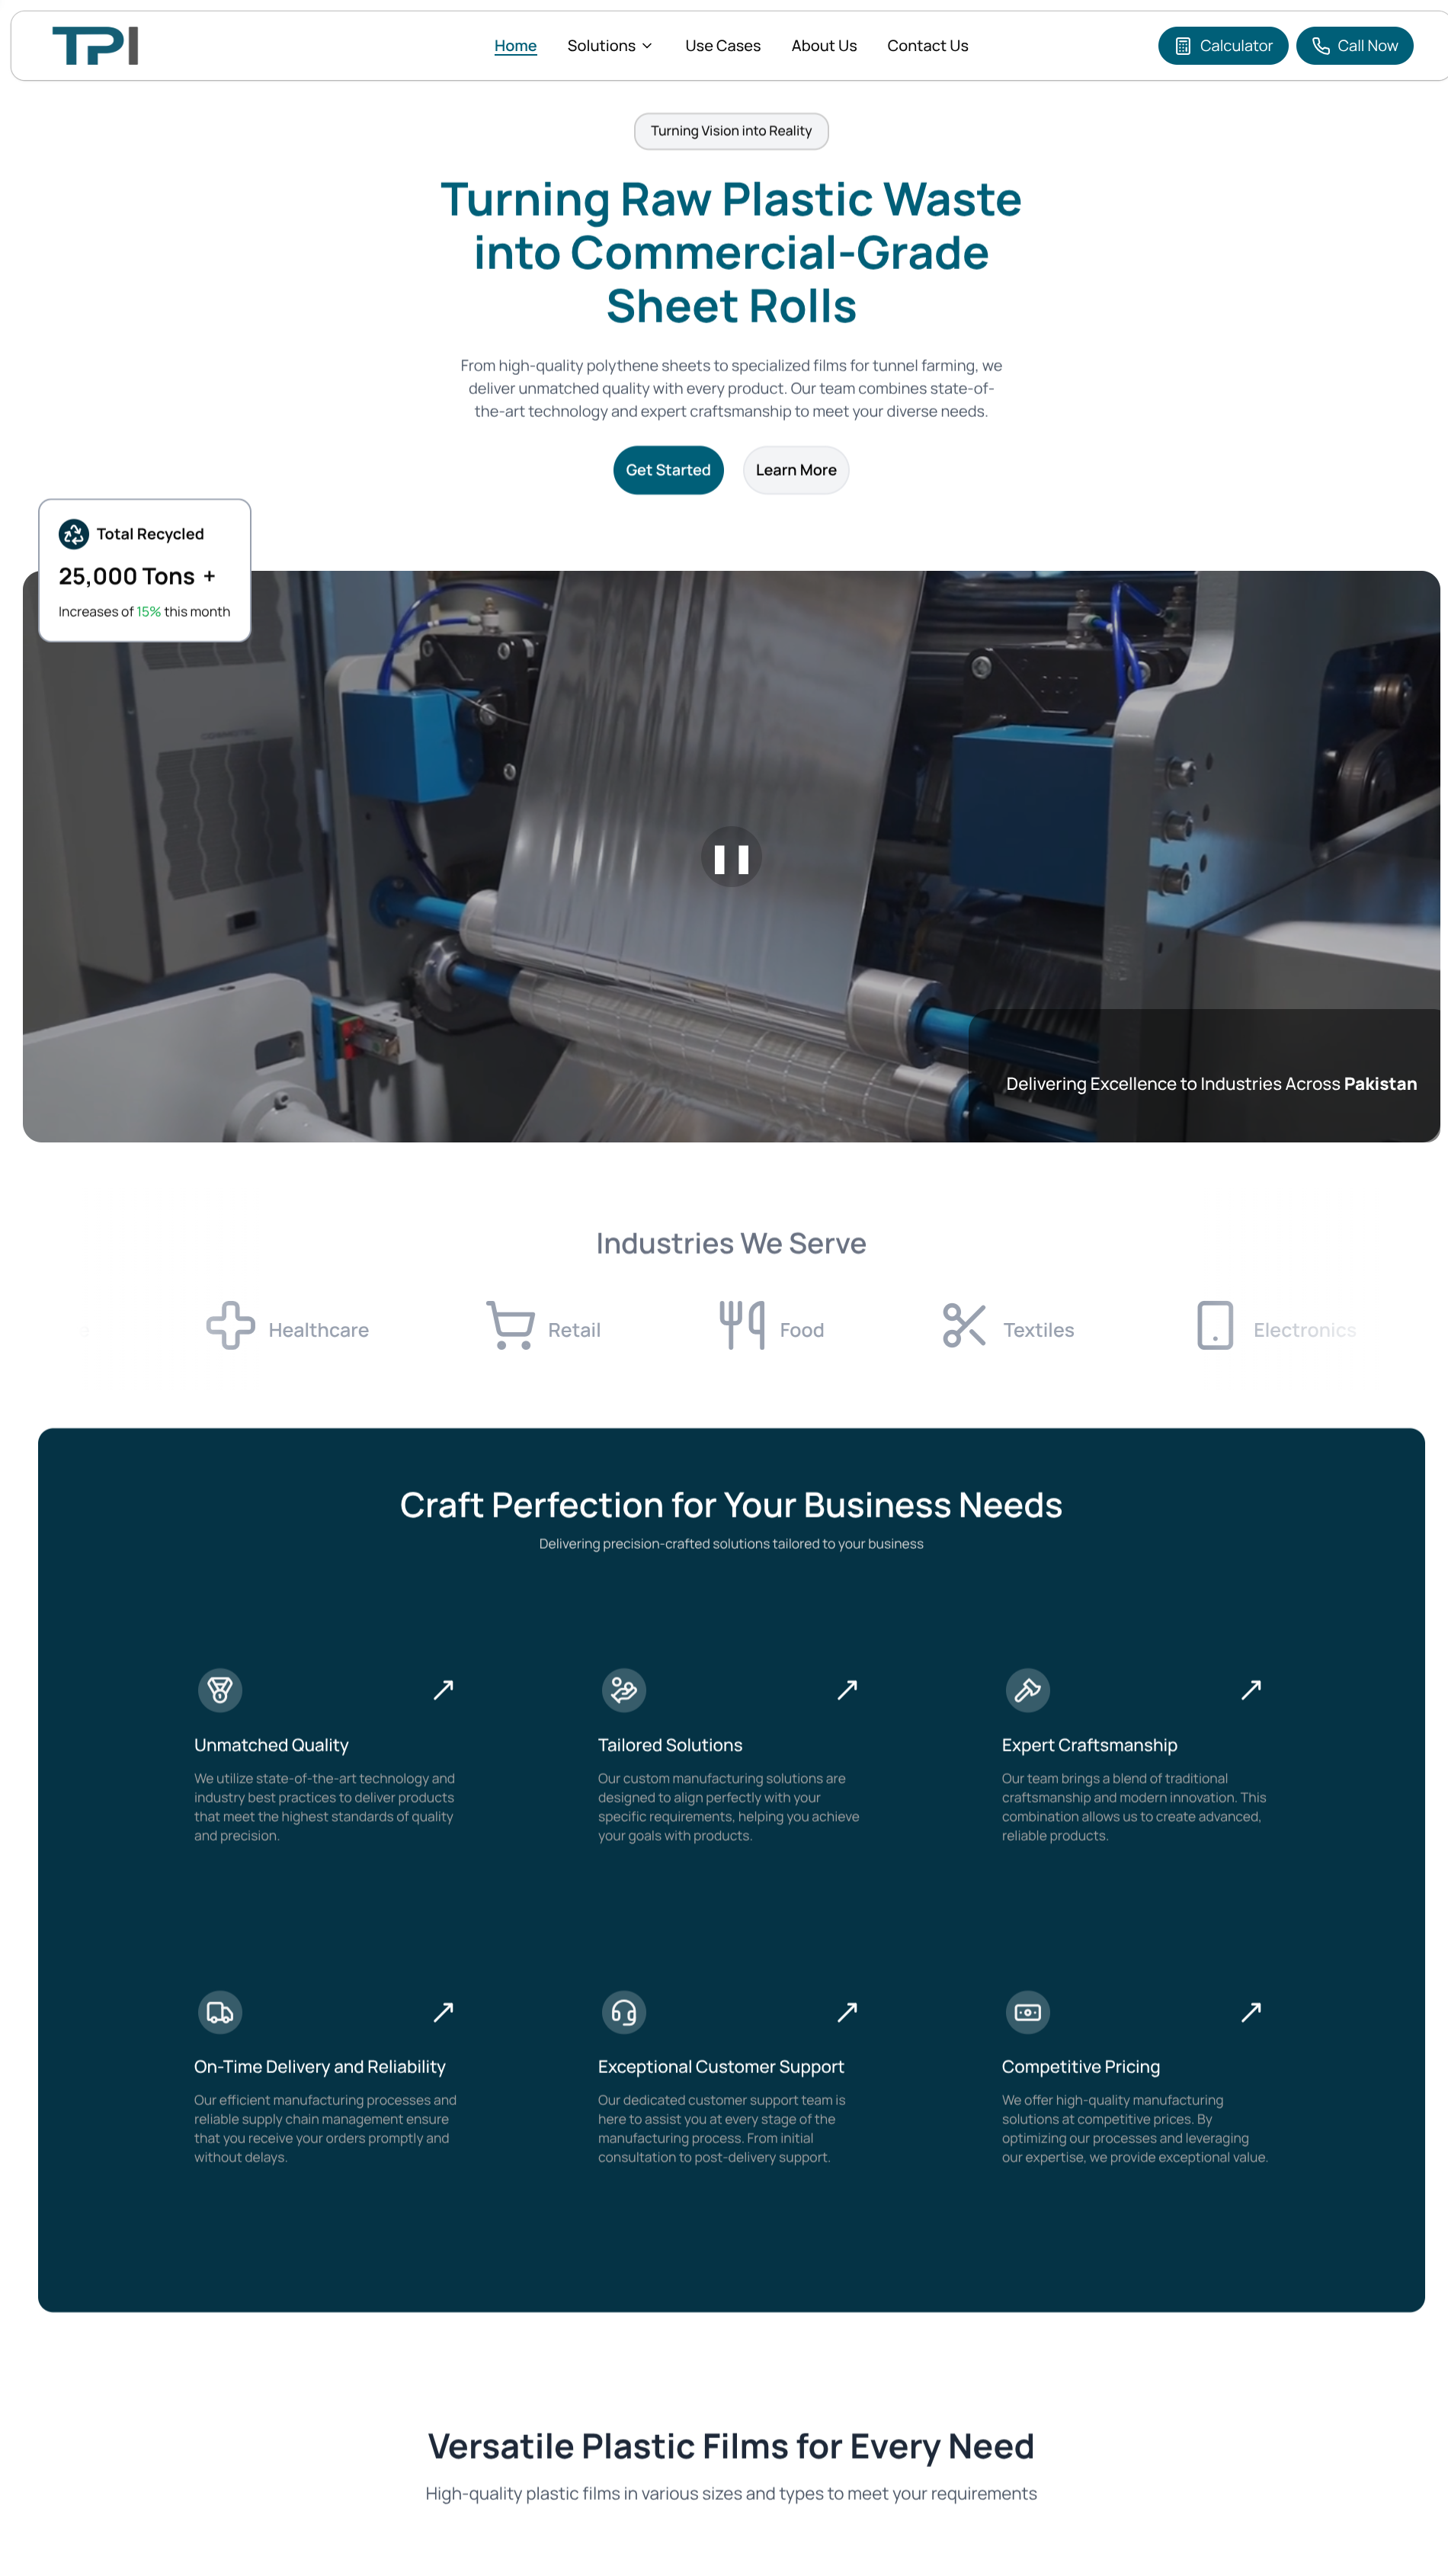 TPI
Home
Solutions
Use Cases
About Us
Contact Us
Calculator
Call Now
Turning Vision into Reality
Turning Raw Plastic Waste
into Commercial-Grade
Sheet Rolls
From high-quality polythene sheets to specialized films for tunnel farming, we
deliver unmatched quality with every product. Our team combines state-of-
the-art technology and expert craftsmanship to meet your diverse needs.
Get Started
Learn More
Total Recycled
25,000 Tons +
Increases of 15% this month
Delivering Excellence to Industries Across Pakistan
Industries We Serve
Healthcare
Retail
Food
Textiles
Electronics
Craft Perfection for Your Business Needs
Delivering precision-crafted solutions tailored to your business
Unmatched Quality
We utilize state-of-the-art technology and
industry best practices to deliver products
that meet the highest standards of quality
and precision.
Tailored Solutions
Our custom manufacturing solutions are
designed to align perfectly with your
specific requirements, helping you achieve
your goals with products.
Expert Craftsmanship
Our team brings a blend of traditional
craftsmanship and modern innovation. This
combination allows us to create advanced,
reliable products.
On-Time Delivery and Reliability
Our efficient manufacturing processes and
reliable supply chain management ensure
that you receive your orders promptly and
without delays.
Exceptional Customer Support
Our dedicated customer support team is
here to assist you at every stage of the
manufacturing process. From initial
consultation to post-delivery support.
Competitive Pricing
We offer high-quality manufacturing
solutions at competitive prices. By
optimizing our processes and leveraging
our expertise, we provide exceptional value.
Versatile Plastic Films for Every Need
High-quality plastic films in various sizes and types to meet your requirements